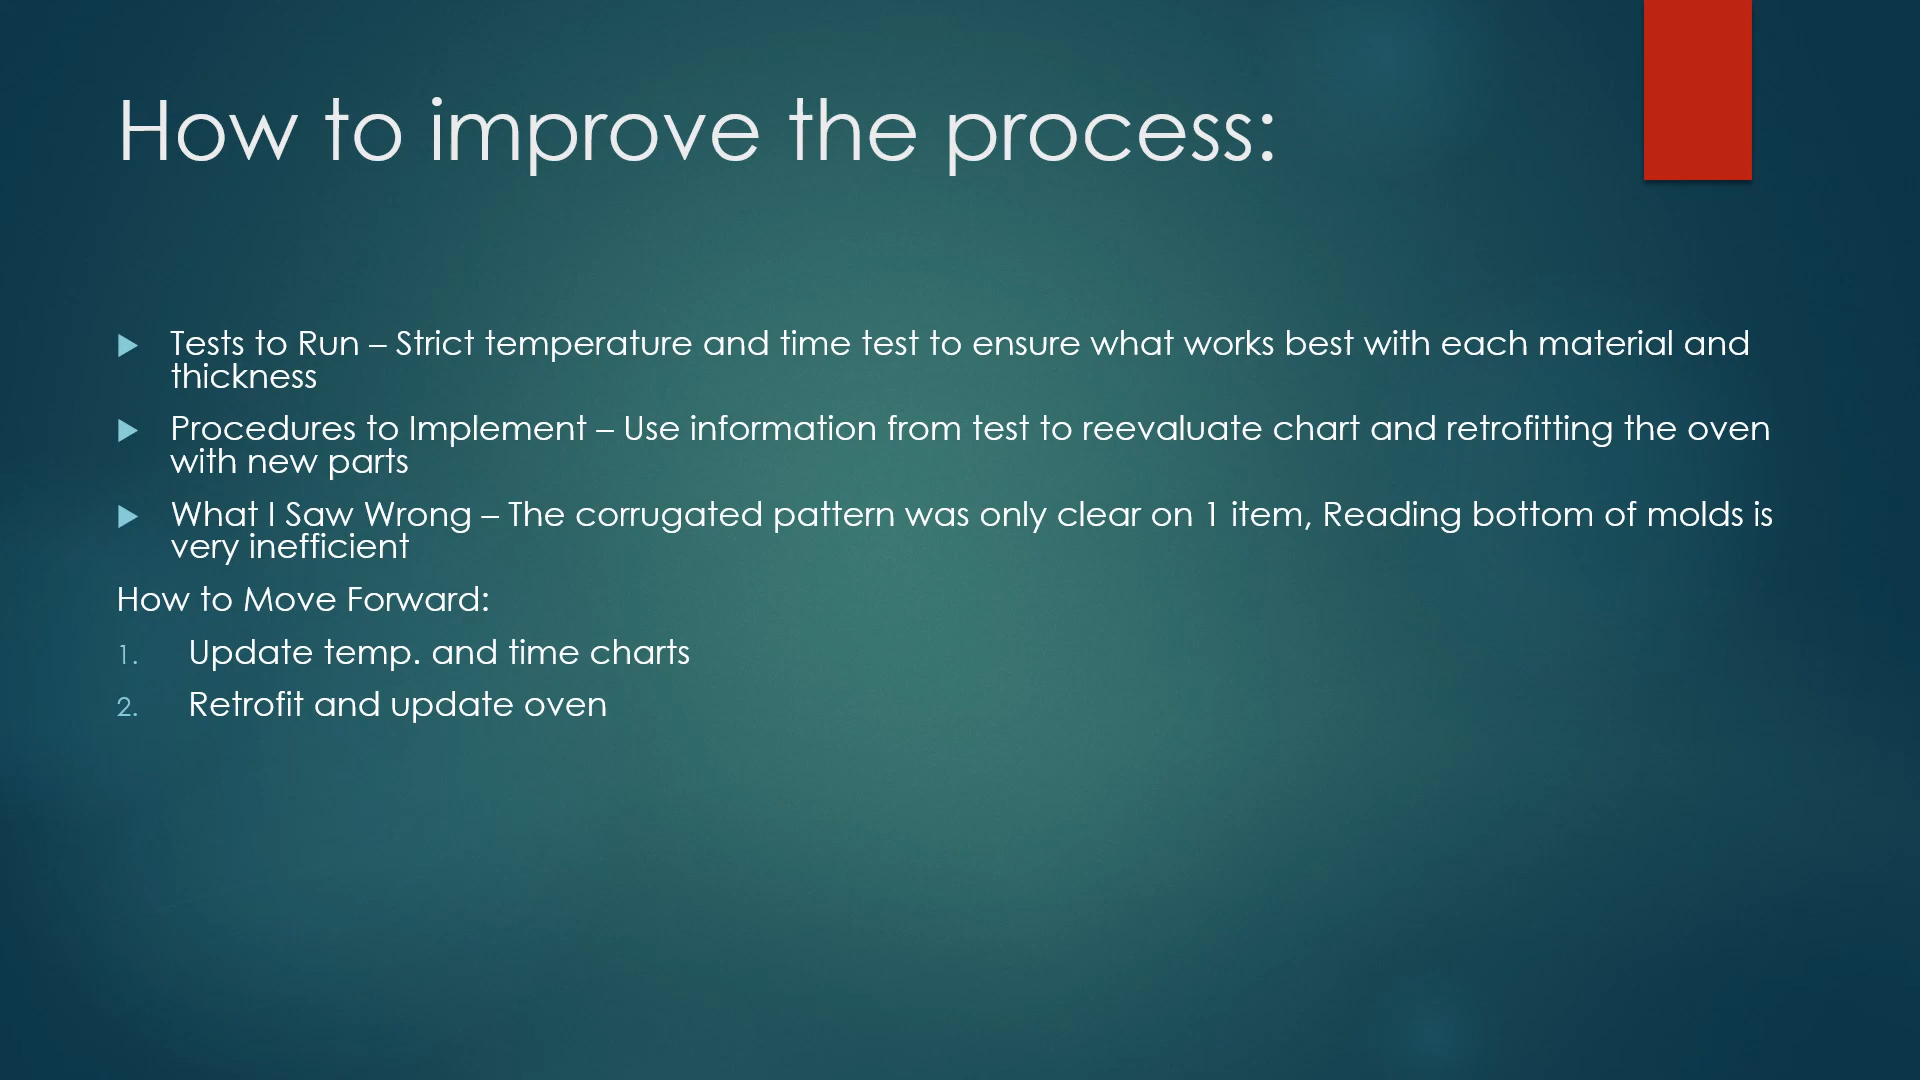 How to improve the process:
Tests to Run – Strict temperature and time test to ensure what works best with each material and
thickness
Procedures to Implement – Use information from test to reevaluate chart and retrofitting the oven
with new parts
What I Saw Wrong – The corrugated pattern was only clear on 1 item, Reading bottom of molds is
very inefficient
How to Move Forward:
1. Update temp. and time charts
2. Retrofit and update oven